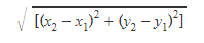 √[(x₂ − x₁)² + (y₂ − y₁)²]